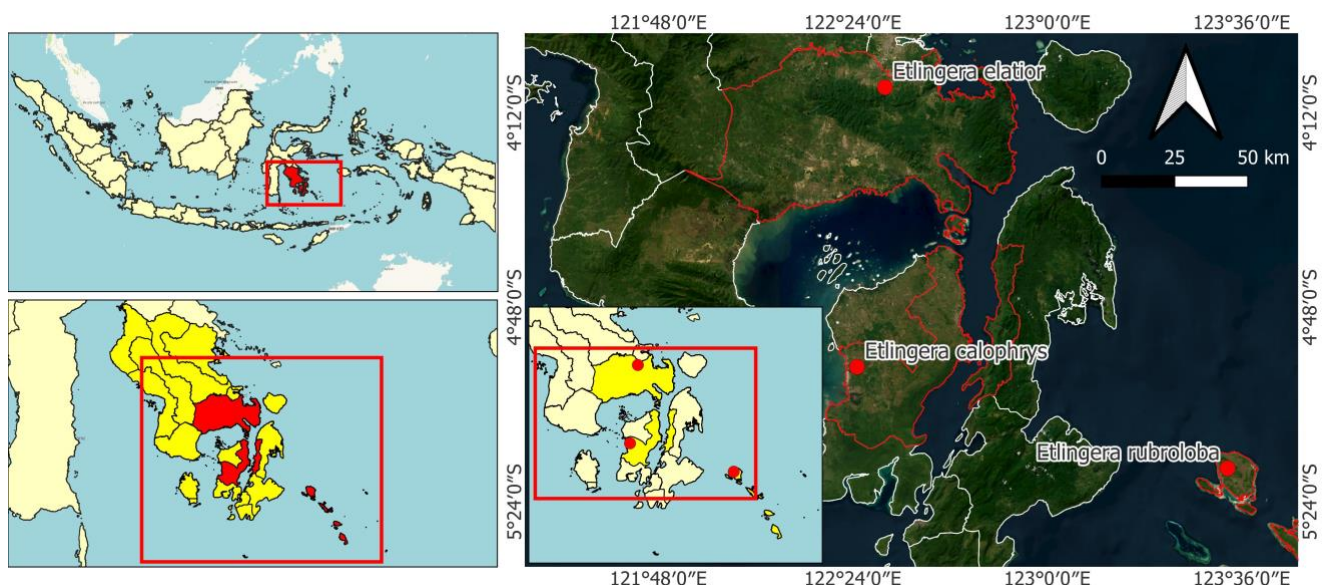 121°48′0″E 122°24′0″E 123°0′0″E 123°36′0″E
Etlingera elatior
4°12′0″S
4°12′0″S
0 25 50 km
4°48′0″S
4°48′0″S
Etlingera calophrys
Etlingera rubroloba
5°24′0″S
5°24′0″S
121°48′0″E 122°24′0″E 123°0′0″E 123°36′0″E